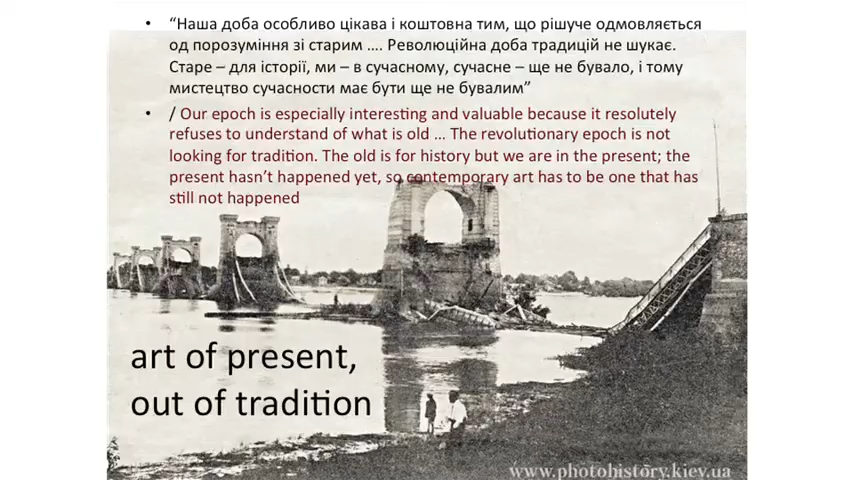 • “Наша доба особливо цікава і коштовна тим, що рішуче одмовляється
од порозуміння зі старим …. Революційна доба традицій не шукає.
Старе – для історії, ми – в сучасному, сучасне – ще не бувало, і тому
мистецтво сучасности має бути ще не бувалим”
• / Our epoch is especially interesting and valuable because it resolutely
refuses to understand of what is old … The revolutionary epoch is not
looking for tradition. The old is for history but we are in the present; the
present hasn’t happened yet, so contemporary art has to be one that has
still not happened
art of present,
out of tradition
www.photohistory.kiev.ua